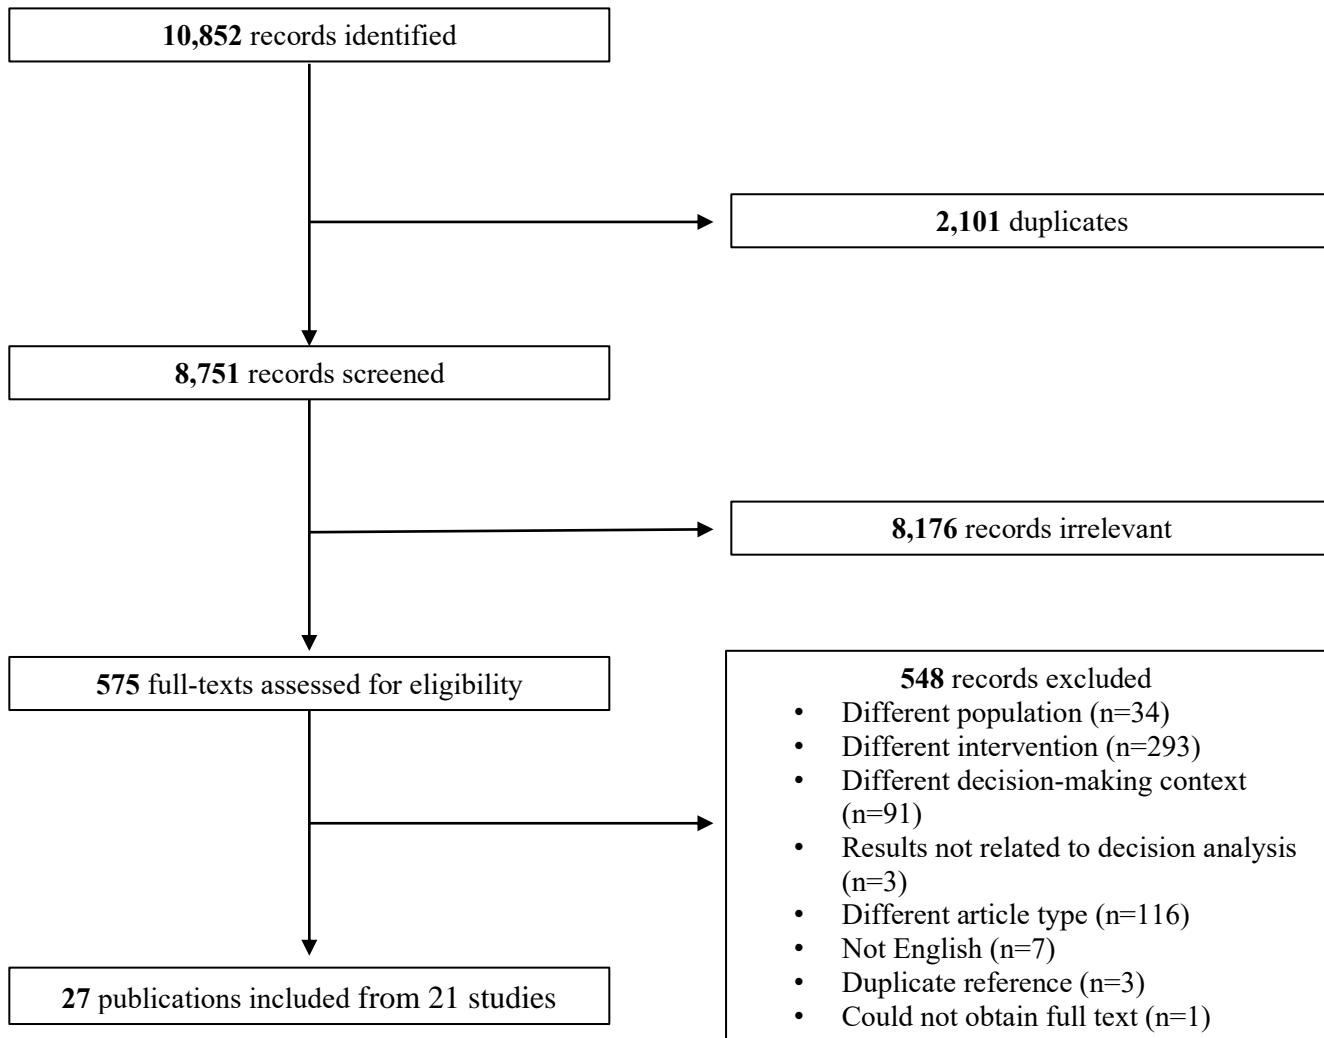 10,852 records identified
2,101 duplicates
8,751 records screened
8,176 records irrelevant
575 full-texts assessed for eligibility
548 records excluded
• Different population (n=34)
• Different intervention (n=293)
• Different decision-making context
(n=91)
• Results not related to decision analysis
(n=3)
• Different article type (n=116)
• Not English (n=7)
• Duplicate reference (n=3)
• Could not obtain full text (n=1)
27 publications included from 21 studies